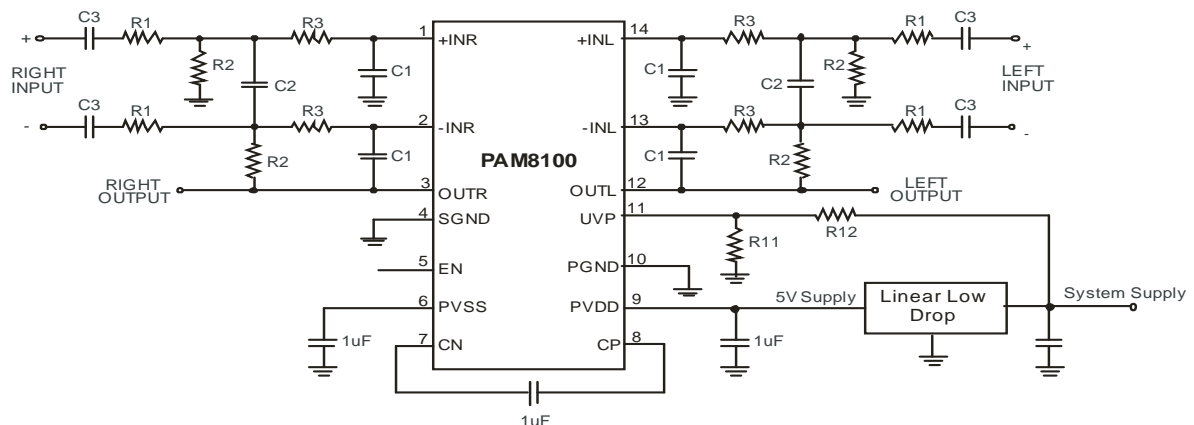 C3 R1 R3 1 +INR 14 +INL R3 R1 C3
+ +
RIGHT INPUT R2 C2 C1 C1 C2 R2 LEFT INPUT
C3 R1 R3 2 -INR 13 -INL R3 R1 C3
- -
PAM8100
R2 C1 C1 R2
RIGHT OUTPUT 3 OUTR 12 OUTL LEFT OUTPUT
4 SGND 11 UVP R12
R11
5 EN 10 PGND
6 PVSS 9 PVDD 5V Supply Linear Low Drop System Supply
1uF 1uF
7 CN 8 CP
1uF